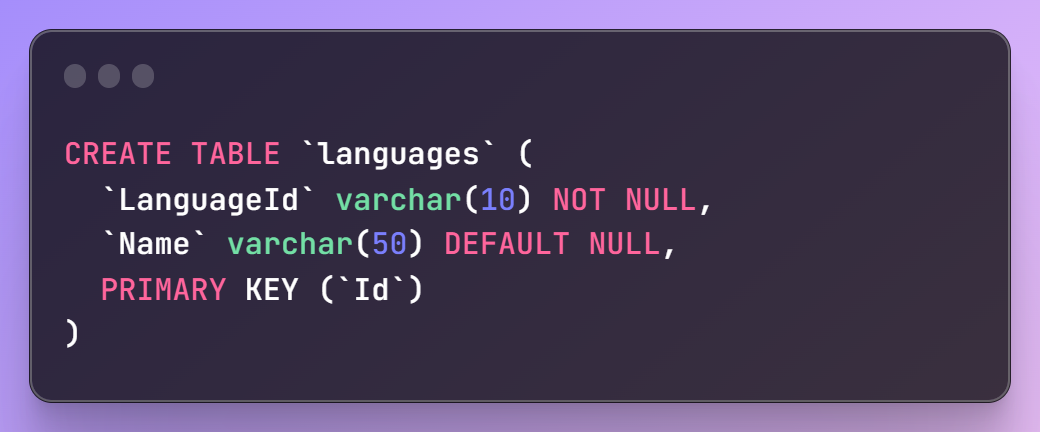 CREATE TABLE `languages` (
  `LanguageId` varchar(10) NOT NULL,
  `Name` varchar(50) DEFAULT NULL,
  PRIMARY KEY (`Id`)
)